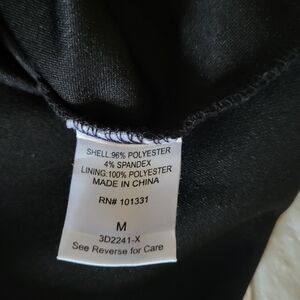 SHELL:96% POLYESTER
4% SPANDEX
LINING:100% POLYESTER
MADE IN CHINA
RN# 101331
M
3D2241-X
See Reverse for Care